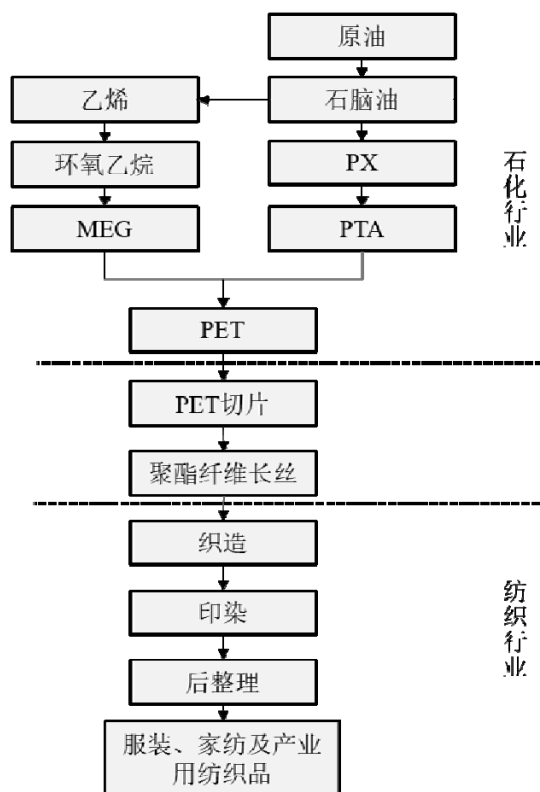 原油
乙烯
石脑油
环氧乙烷
PX
MEG
PTA
石化行业
PET
PET切片
聚酯纤维长丝
织造
印染
后整理
纺织行业
服装、家纺及产业
用纺织品